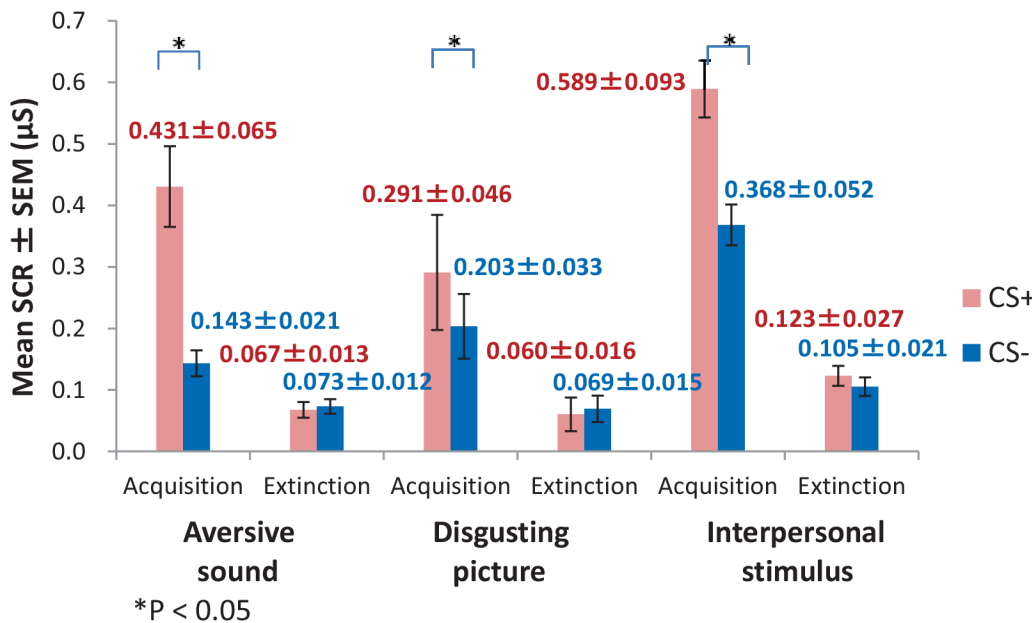 Mean SCR ± SEM (µS)
0.7
0.6
0.5
0.4
0.3
0.2
0.1
0.0
*
*
*
0.431±0.065
0.143±0.021
0.067±0.013
0.073±0.012
0.291±0.046
0.203±0.033
0.060±0.016
0.069±0.015
0.589±0.093
0.368±0.052
0.123±0.027
0.105±0.021
CS+
CS-
Acquisition Extinction Acquisition Extinction Acquisition Extinction
Aversive sound
Disgusting picture
Interpersonal stimulus
*P < 0.05